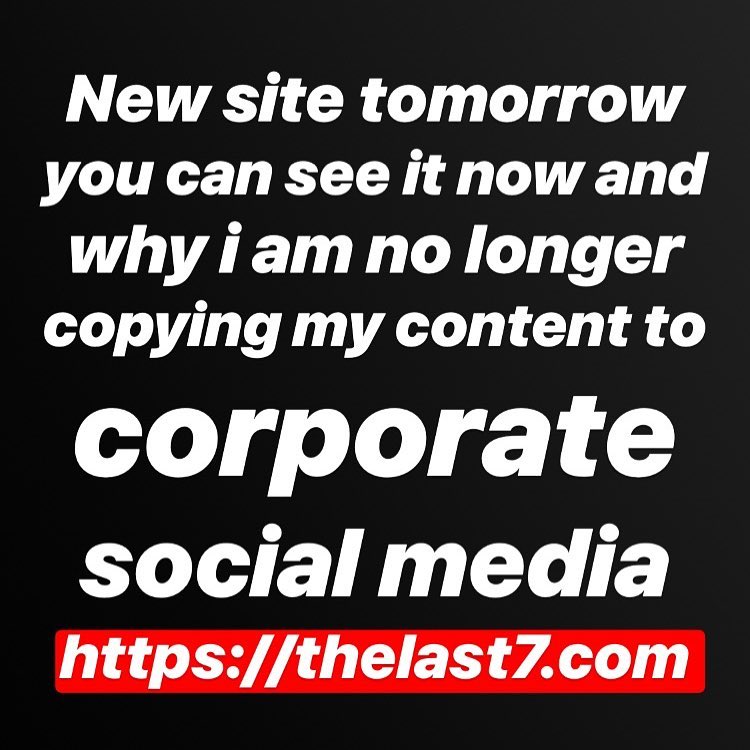 New site tomorrow
you can see it now and
why i am no longer
copying my content to
corporate
social media
https://thelast7.com